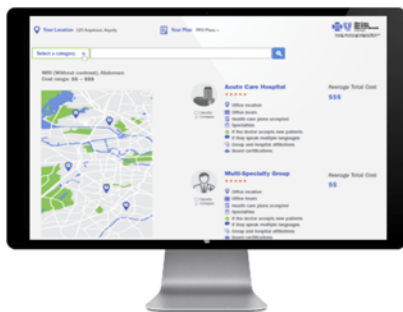 Your Location
Your Plan PPO Plans
Select a category
MRI (Without contrast), Abdomen
Cost range: $$ - $$$
Acute Care Hospital
Average Total Cost
$$$
Office location
Office hours
Health care plans accepted
Specialties
If the doctor accepts new patients
If they speak multiple languages
Group and hospital affiliations
Board certifications
Multi-Specialty Group
Average Total Cost
$$
Office location
Office hours
Health care plans accepted
Specialties
If the doctor accepts new patients
If they speak multiple languages
Group and hospital affiliations
Board certifications